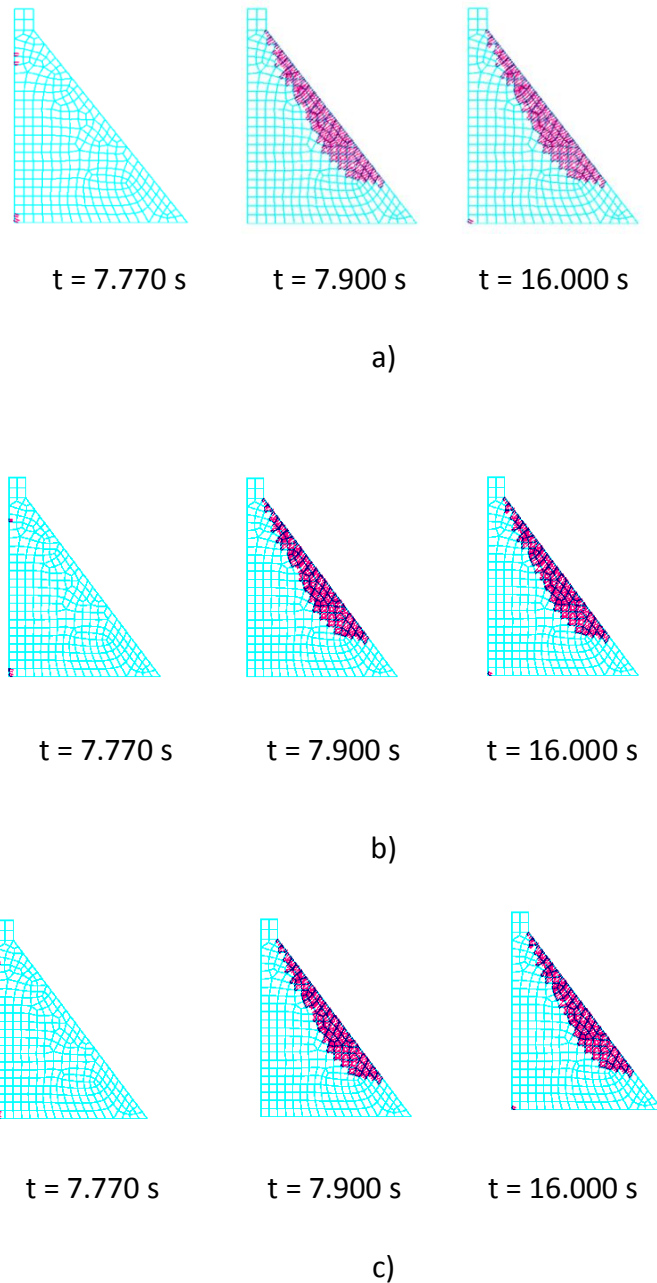 t = 7.770 s t = 7.900 s t = 16.000 s
a)
t = 7.770 s t = 7.900 s t = 16.000 s
b)
t = 7.770 s t = 7.900 s t = 16.000 s
c)